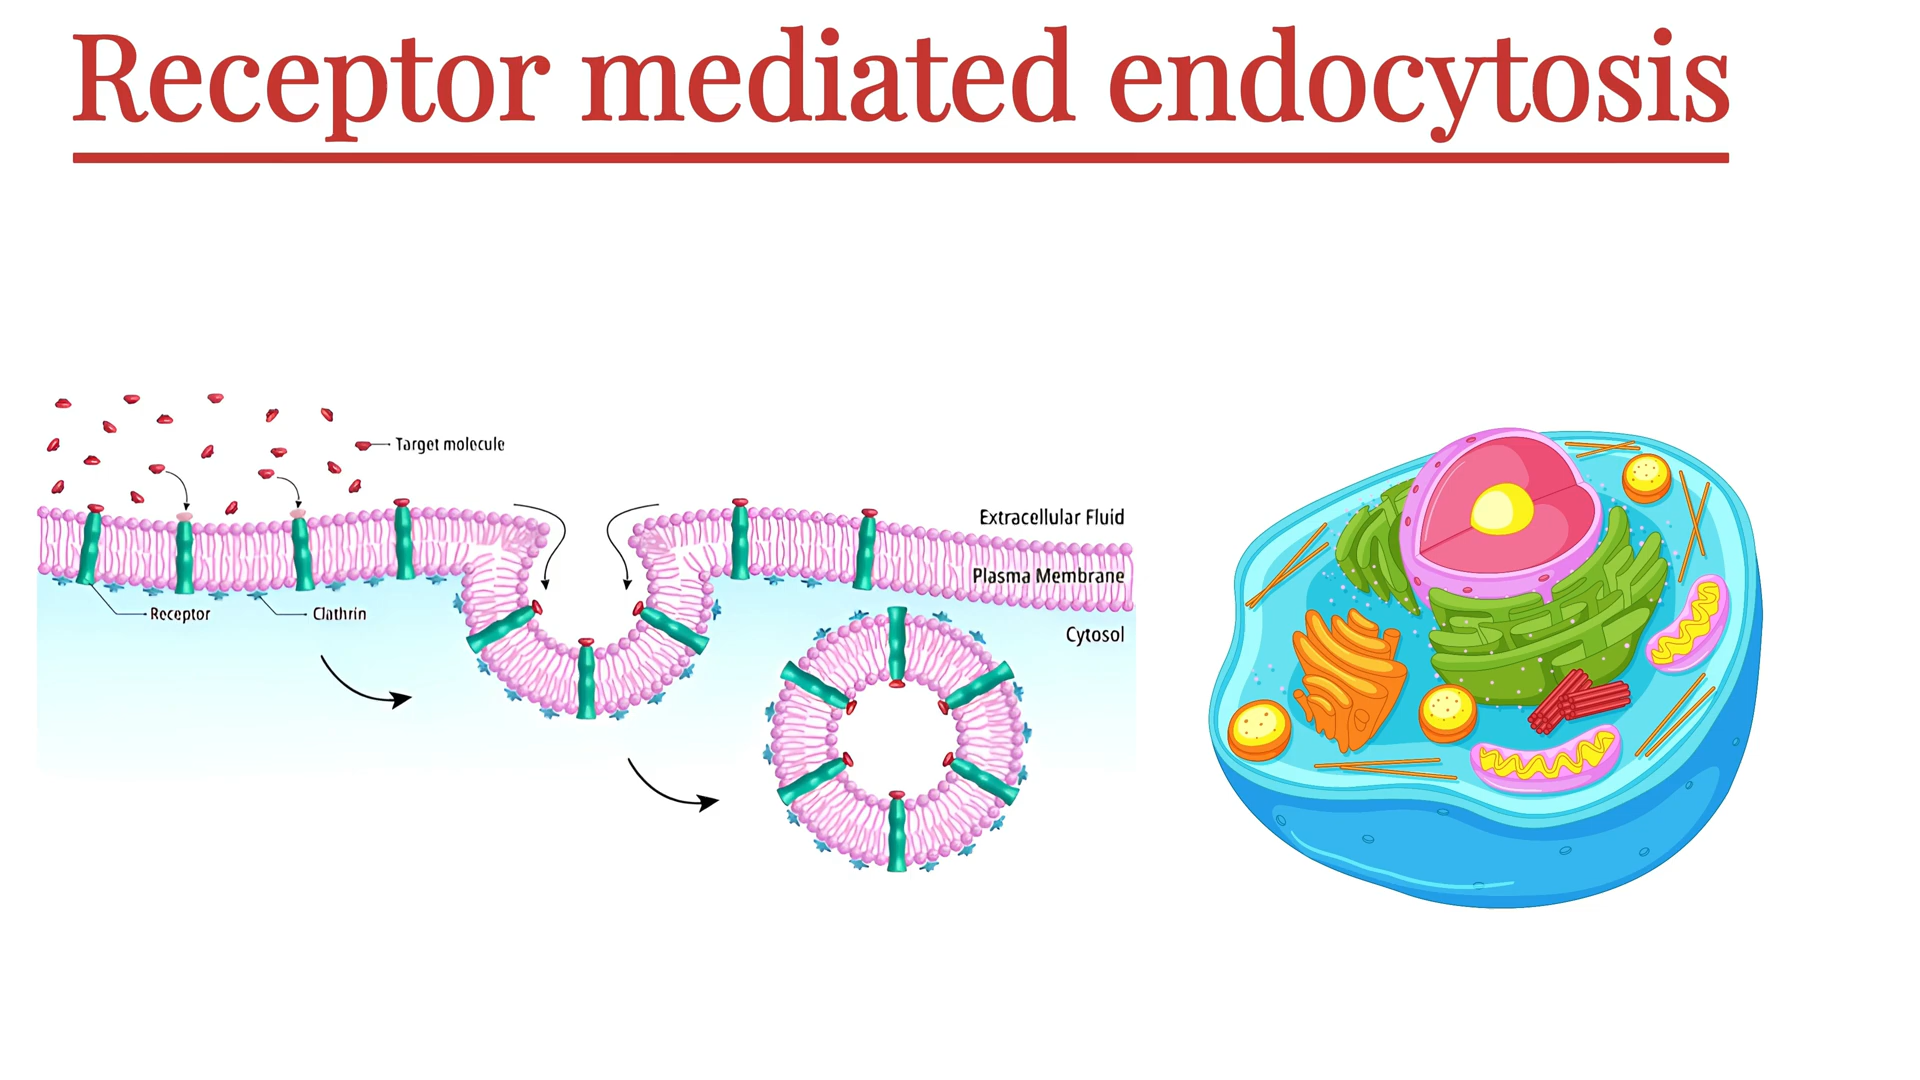 Receptor mediated endocytosis
Target molecule
Extracellular Fluid
Plasma Membrane
Receptor
Clathrin
Cytosol